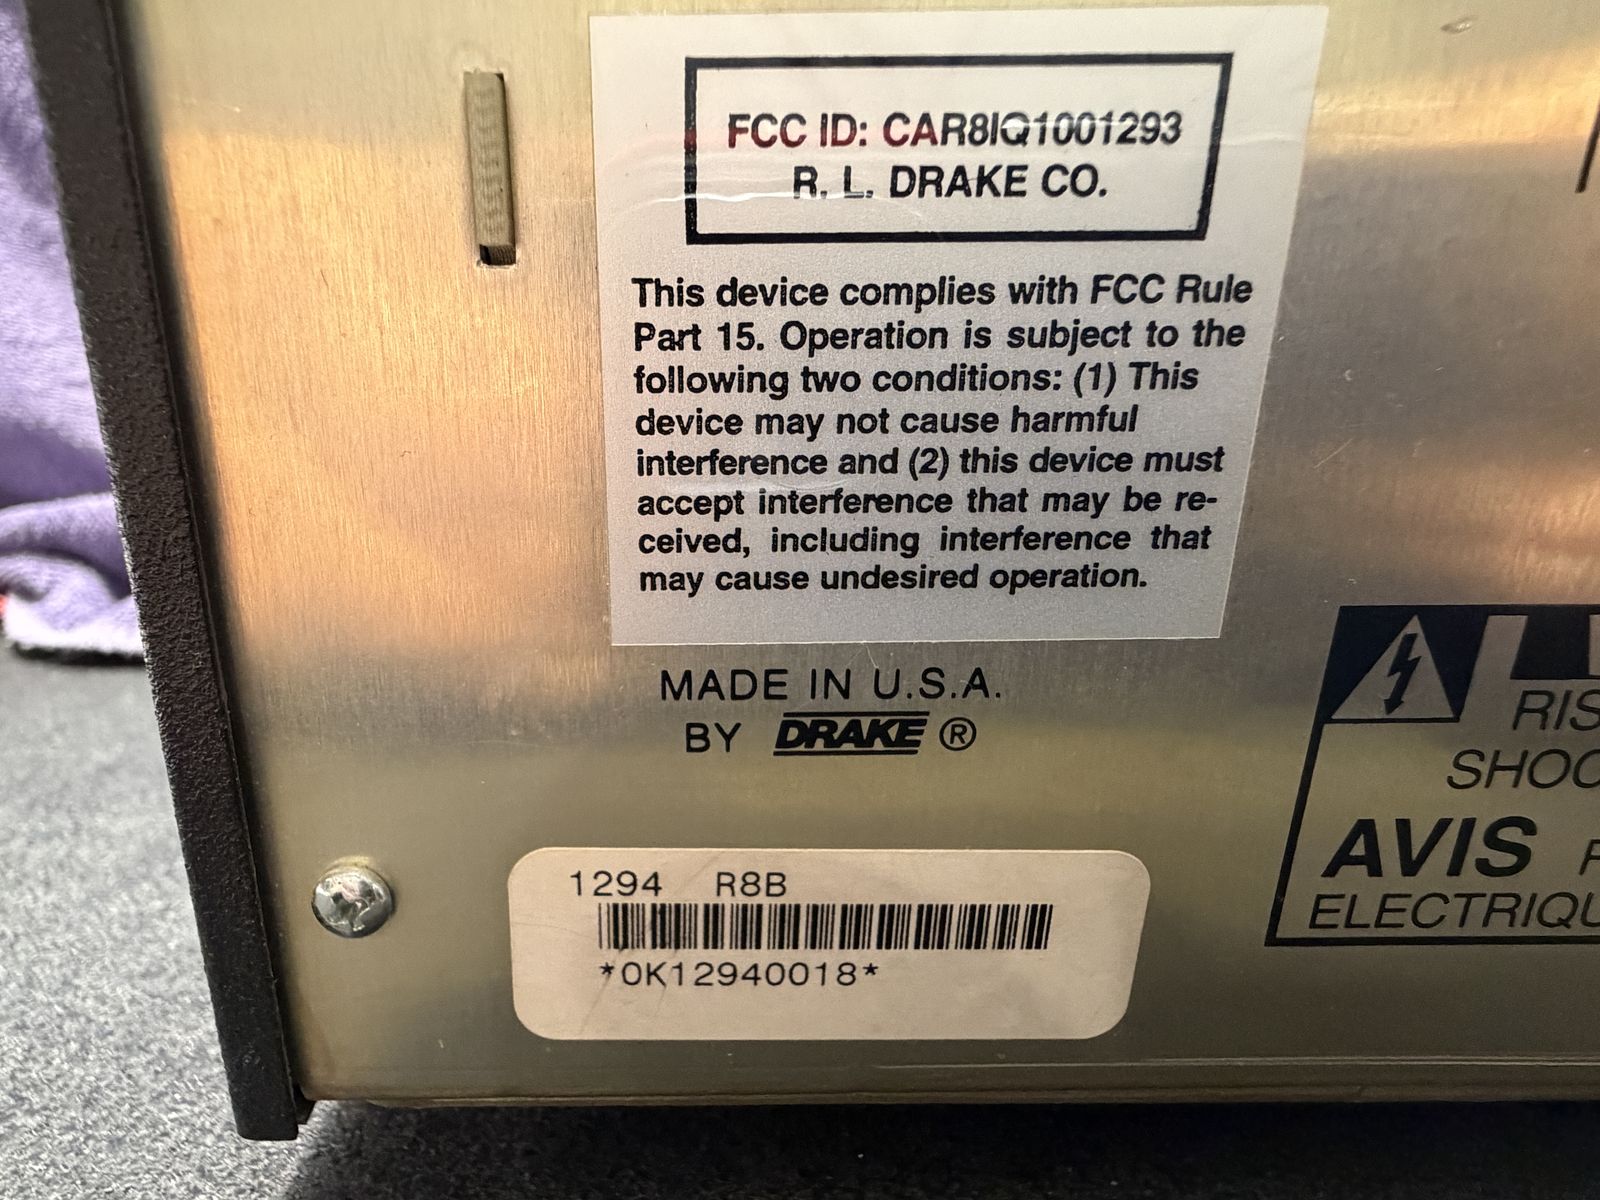 FCC ID: CAR8IQ1001293
R. L. DRAKE CO.
This device complies with FCC Rule
Part 15. Operation is subject to the
following two conditions: (1) This
device may not cause harmful
interference and (2) this device must
accept interference that may be re-
ceived, including interference that
may cause undesired operation.
MADE IN U.S.A.
BY DRAKE ®
1294 R8B
*0K12940018*
AVIS